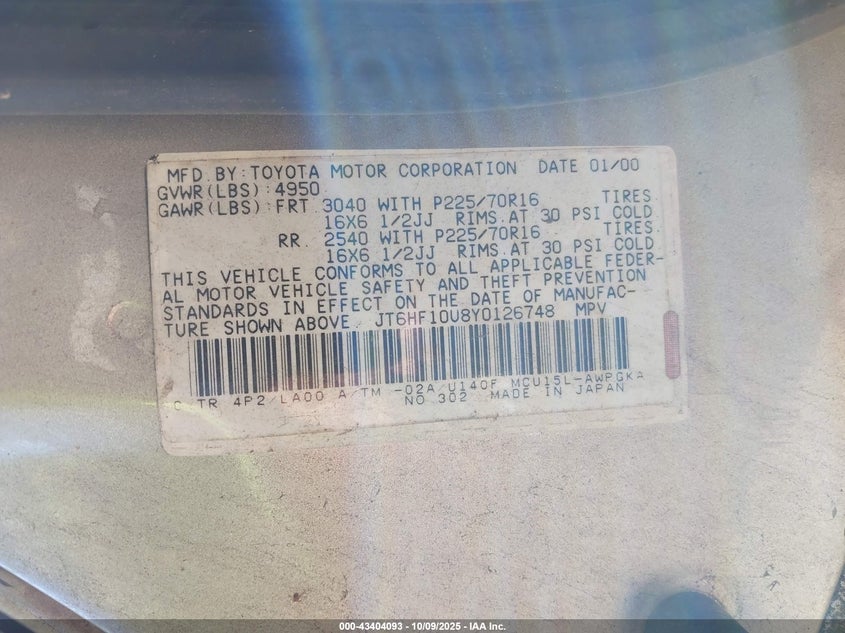 MFD. BY: TOYOTA MOTOR CORPORATION DATE 01/00
GVWR(LBS): 4950
GAWR(LBS): FRT 3040 WITH P225/70R16 TIRES
16X6 1/2JJ RIMS. AT 30 PSI COLD
RR. 2540 WITH P225/70R16 TIRES
16X6 1/2JJ RIMS. AT 30 PSI COLD
THIS VEHICLE CONFORMS TO ALL APPLICABLE FEDER-
AL MOTOR VEHICLE SAFETY AND THEFT PREVENTION
STANDARDS IN EFFECT ON THE DATE OF MANUFAC-
TURE SHOWN ABOVE. JT6HF10U8Y0126748 MPV
C TR 4P2/LA00 A/TM -02A/U140F MCU15L-AWPGKA
NO 302 MADE IN JAPAN
000-43404093 - 10/09/2025 - IAA Inc.